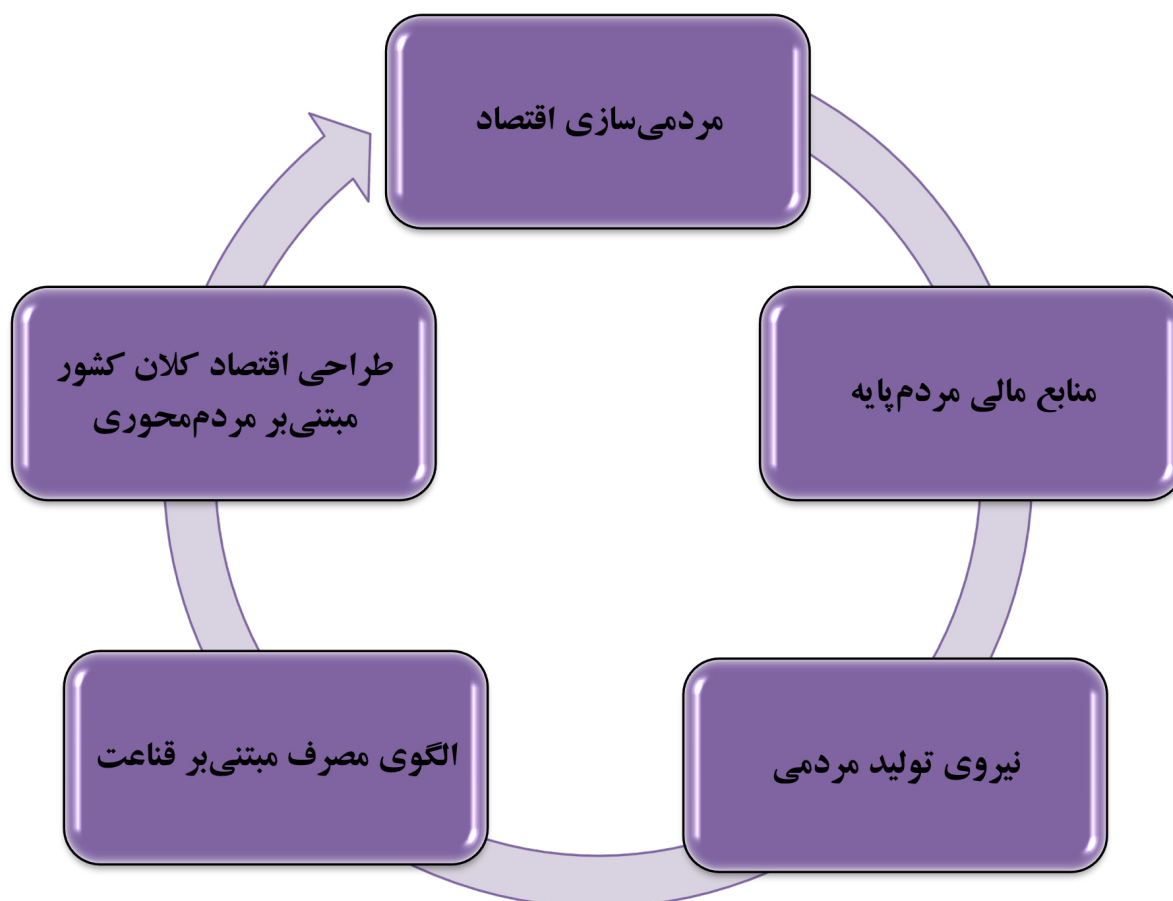 مردمی‌سازی اقتصاد
منابع مالی مردم‌پایه
نیروی تولید مردمی
الگوی مصرف مبتنی‌بر قناعت
طراحی اقتصاد کلان کشور
مبتنی‌بر مردم‌محوری